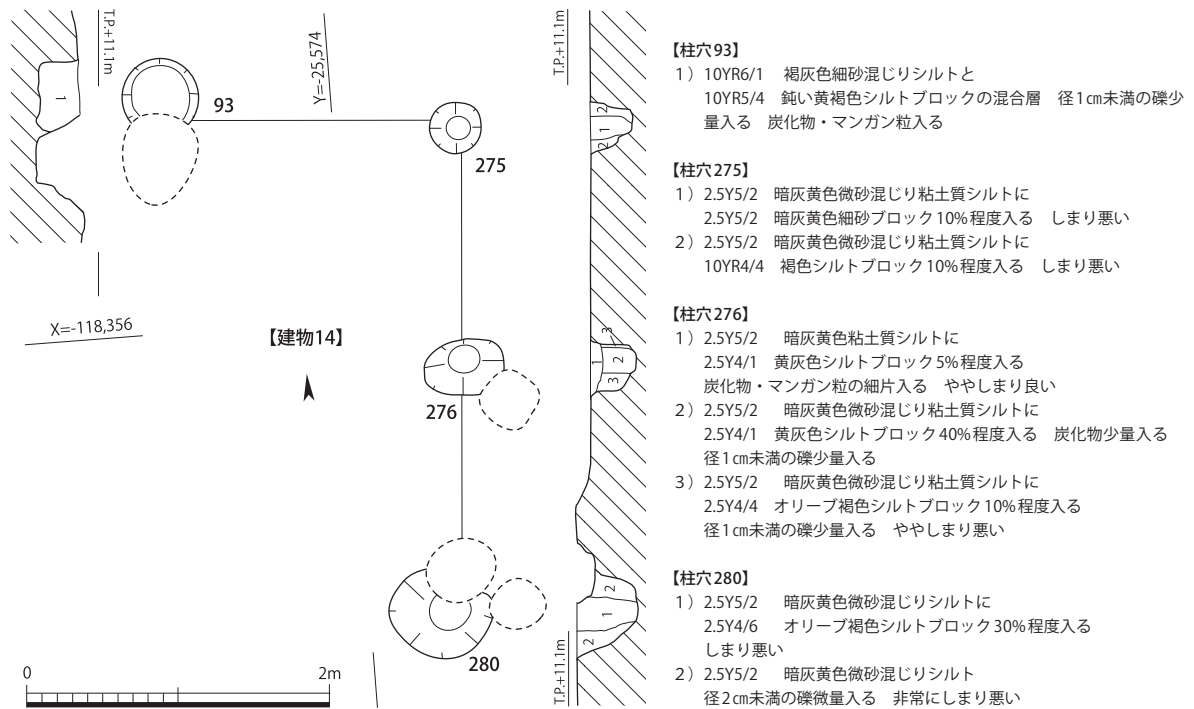 T.P.+11.1m
1
93
Y=-25,574
275
T.P.+11.1m
2
1
2
X=-118,356
【建物14】
276
3
1
2
3
280
2
1
2
T.P.+11.1m
0
2m
【柱穴93】
1）10YR6/1　褐灰色細砂混じりシルトと
10YR5/4　鈍い黄褐色シルトブロックの混合層　径1㎝未満の礫少
量入る　炭化物・マンガン粒入る
【柱穴275】
1）2.5Y5/2　暗灰黄色微砂混じり粘土質シルトに
2.5Y5/2　暗灰黄色細砂ブロック10%程度入る　しまり悪い
2）2.5Y5/2　暗灰黄色微砂混じり粘土質シルトに
10YR4/4　褐色シルトブロック10%程度入る　しまり悪い
【柱穴276】
1）2.5Y5/2　暗灰黄色粘土質シルトに
2.5Y4/1　黄灰色シルトブロック5%程度入る
炭化物・マンガン粒の細片入る　ややしまり良い
2）2.5Y5/2　暗灰黄色微砂混じり粘土質シルトに
2.5Y4/1　黄灰色シルトブロック40%程度入る　炭化物少量入る
径1㎝未満の礫少量入る
3）2.5Y5/2　暗灰黄色微砂混じり粘土質シルトに
2.5Y4/4　オリーブ褐色シルトブロック10%程度入る
径1㎝未満の礫少量入る　ややしまり悪い
【柱穴280】
1）2.5Y5/2　暗灰黄色微砂混じりシルトに
2.5Y4/6　オリーブ褐色シルトブロック30%程度入る
しまり悪い
2）2.5Y5/2　暗灰黄色微砂混じりシルト
径2㎝未満の礫微量入る　非常にしまり悪い